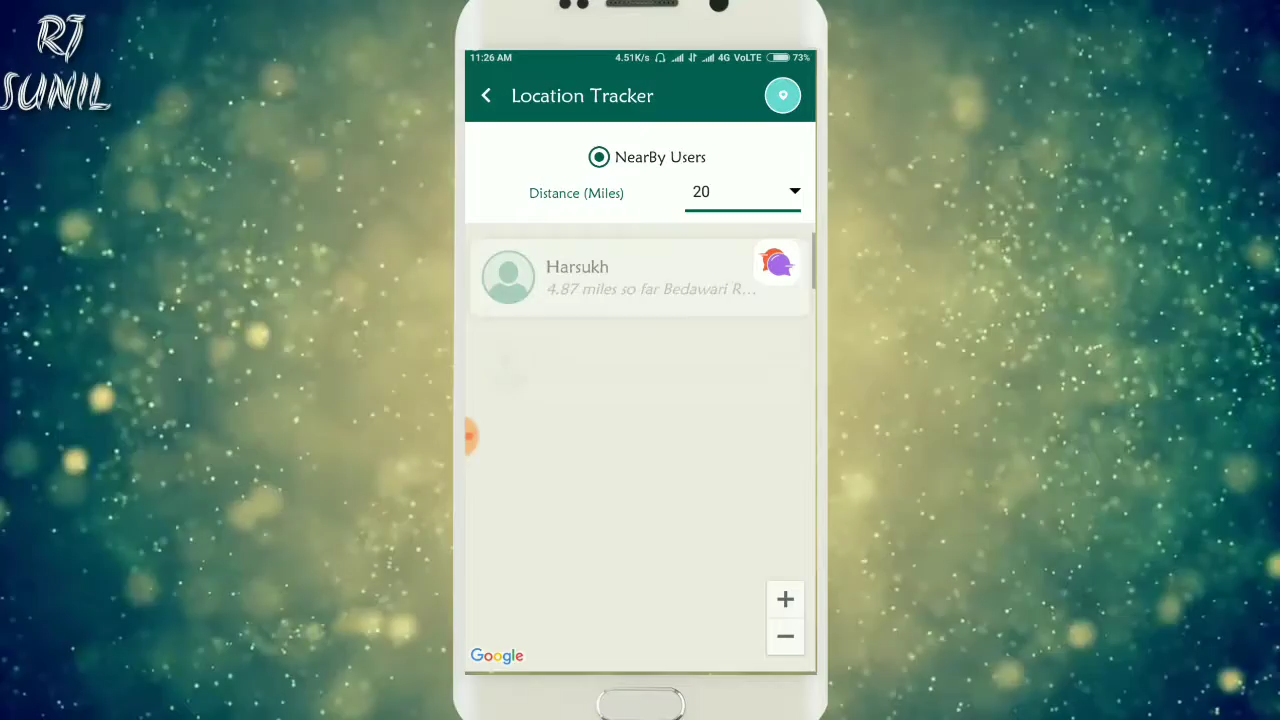 RJ
SUNIL
11:26 AM 4.51K/s 4G VoLTE 73%
Location Tracker
NearBy Users
Distance (Miles) 20
Harsukh
4.87 miles so far Bedawari R...
+
−
Google